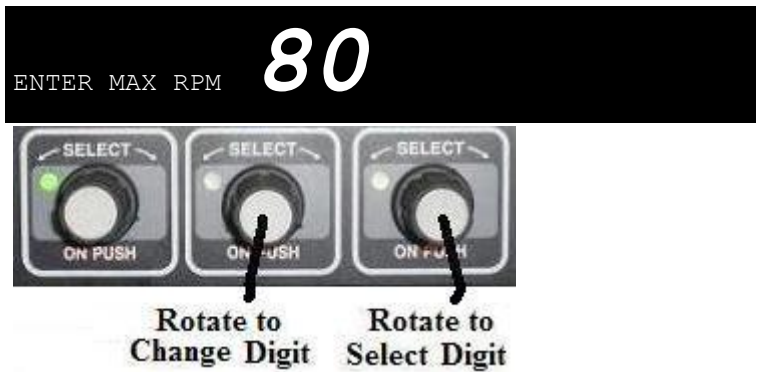 ENTER MAX RPM 80
SELECT SELECT SELECT
ON PUSH ON PUSH ON PUSH
Rotate to Rotate to
Change Digit Select Digit